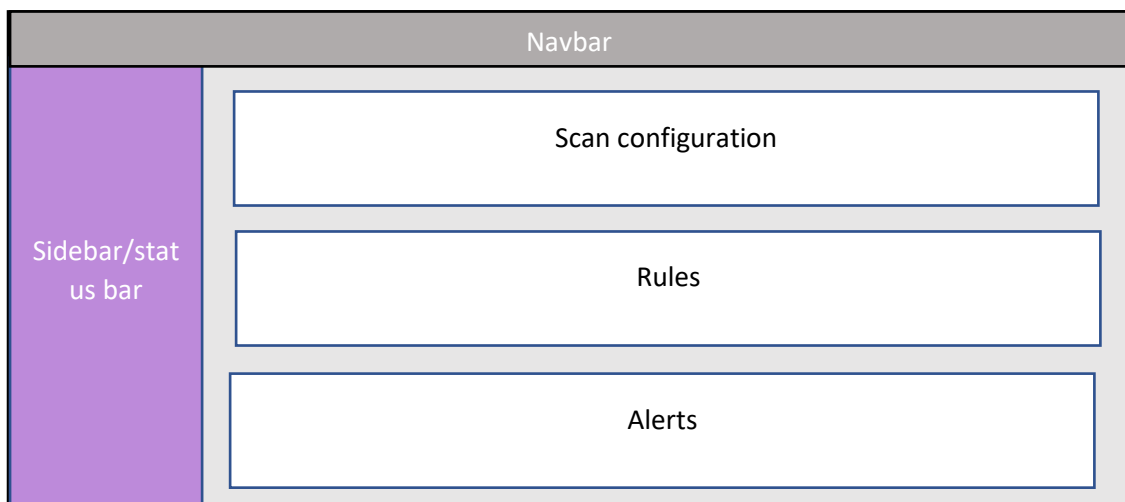 Navbar
Scan configuration
Sidebar/stat
us bar
Rules
Alerts